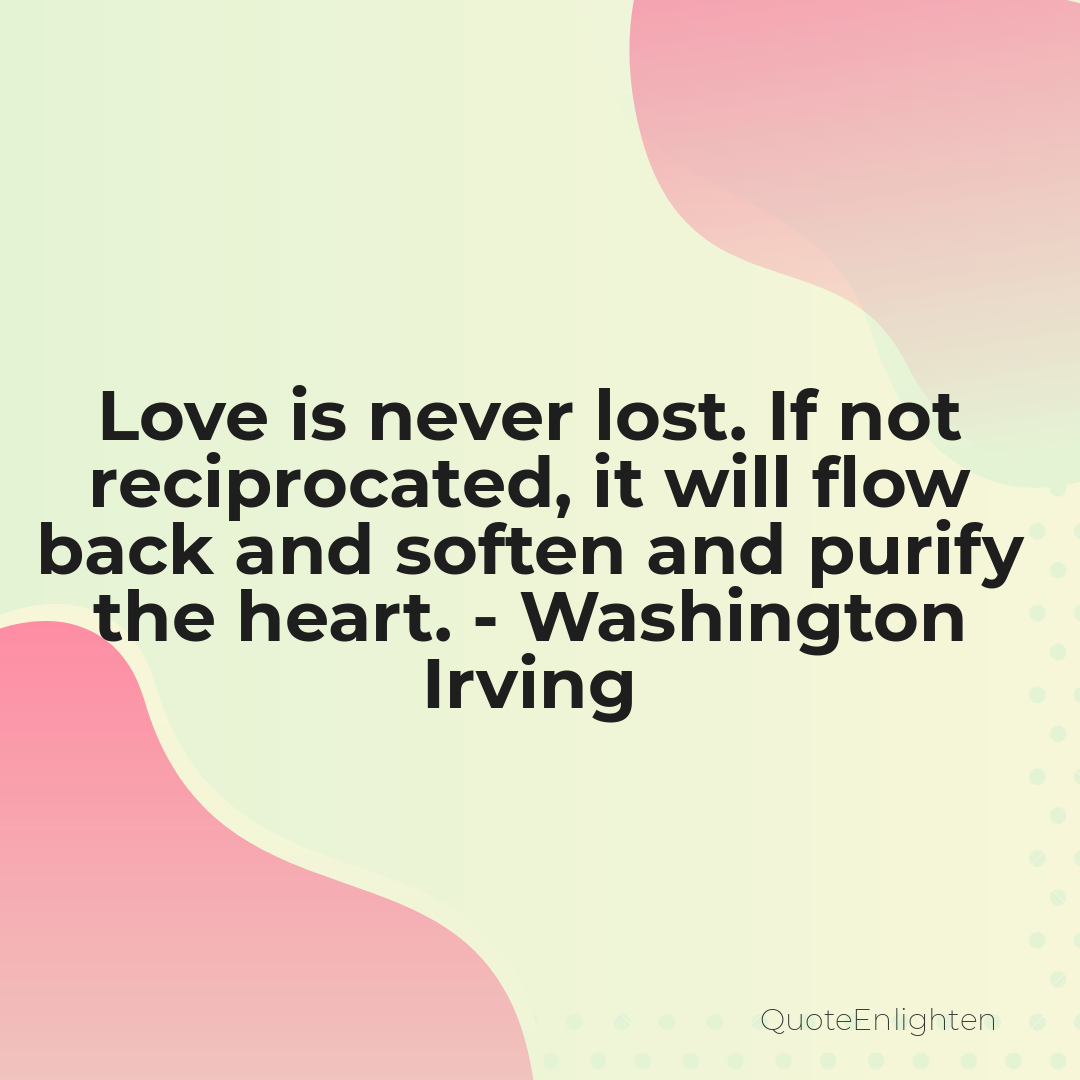 Love is never lost. If not
reciprocated, it will flow
back and soften and purify
the heart. - Washington
Irving
QuoteEnlighten